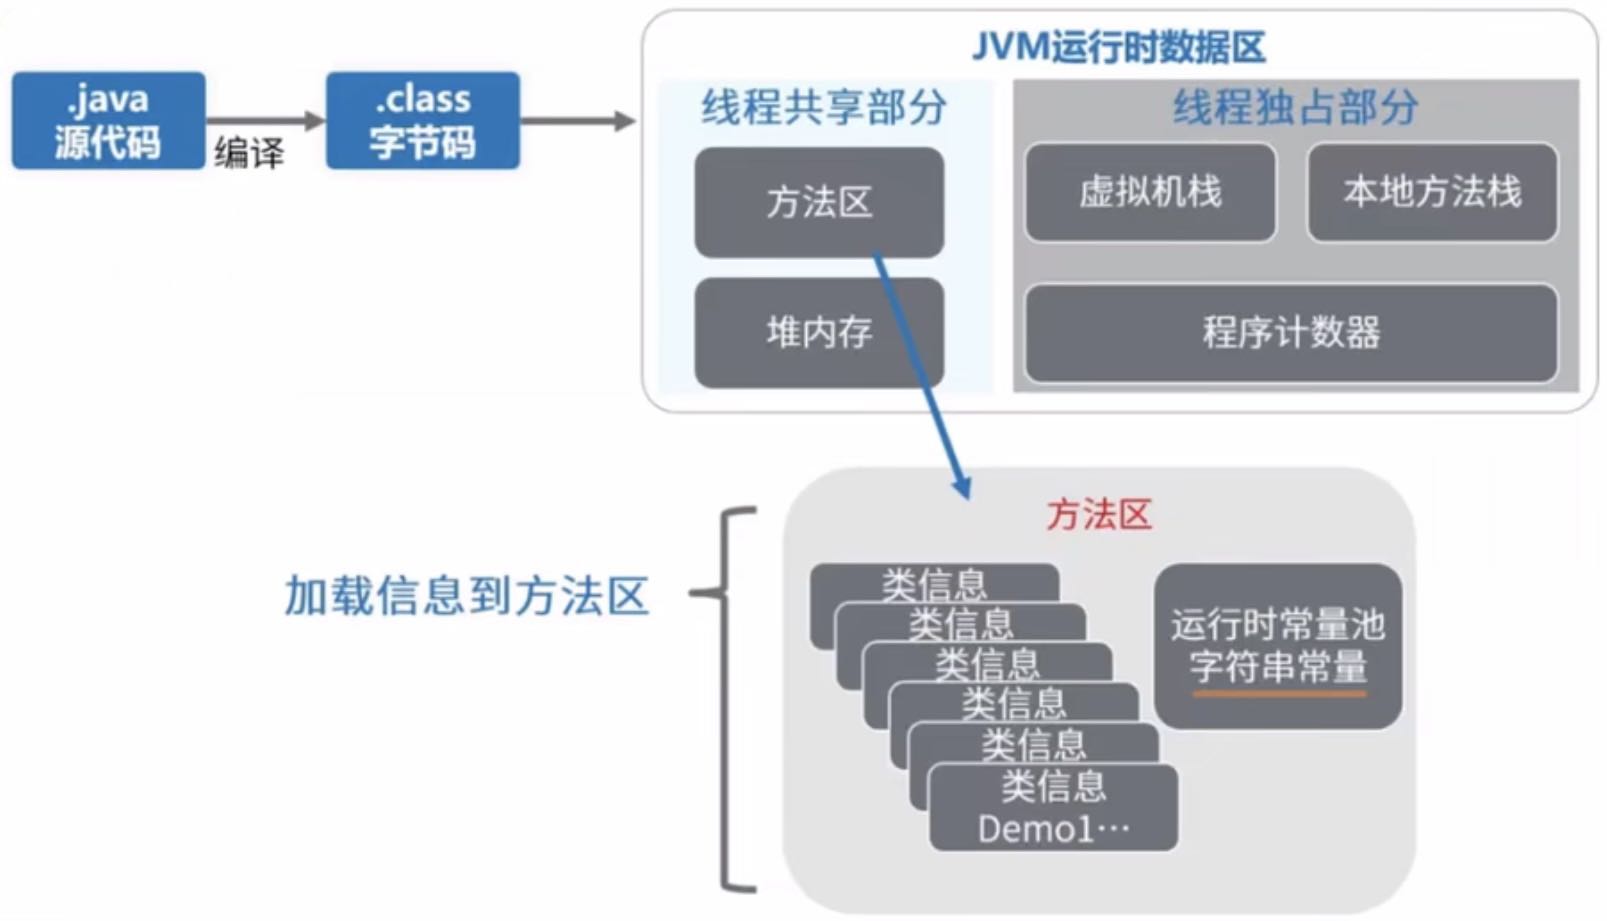 JVM运行时数据区
.java
源代码
编译
.class
字节码
线程共享部分
方法区
堆内存
线程独占部分
虚拟机栈
本地方法栈
程序计数器
加载信息到方法区
方法区
类信息
类信息
类信息
类信息
类信息
类信息
Demo1…
运行时常量池
字符串常量